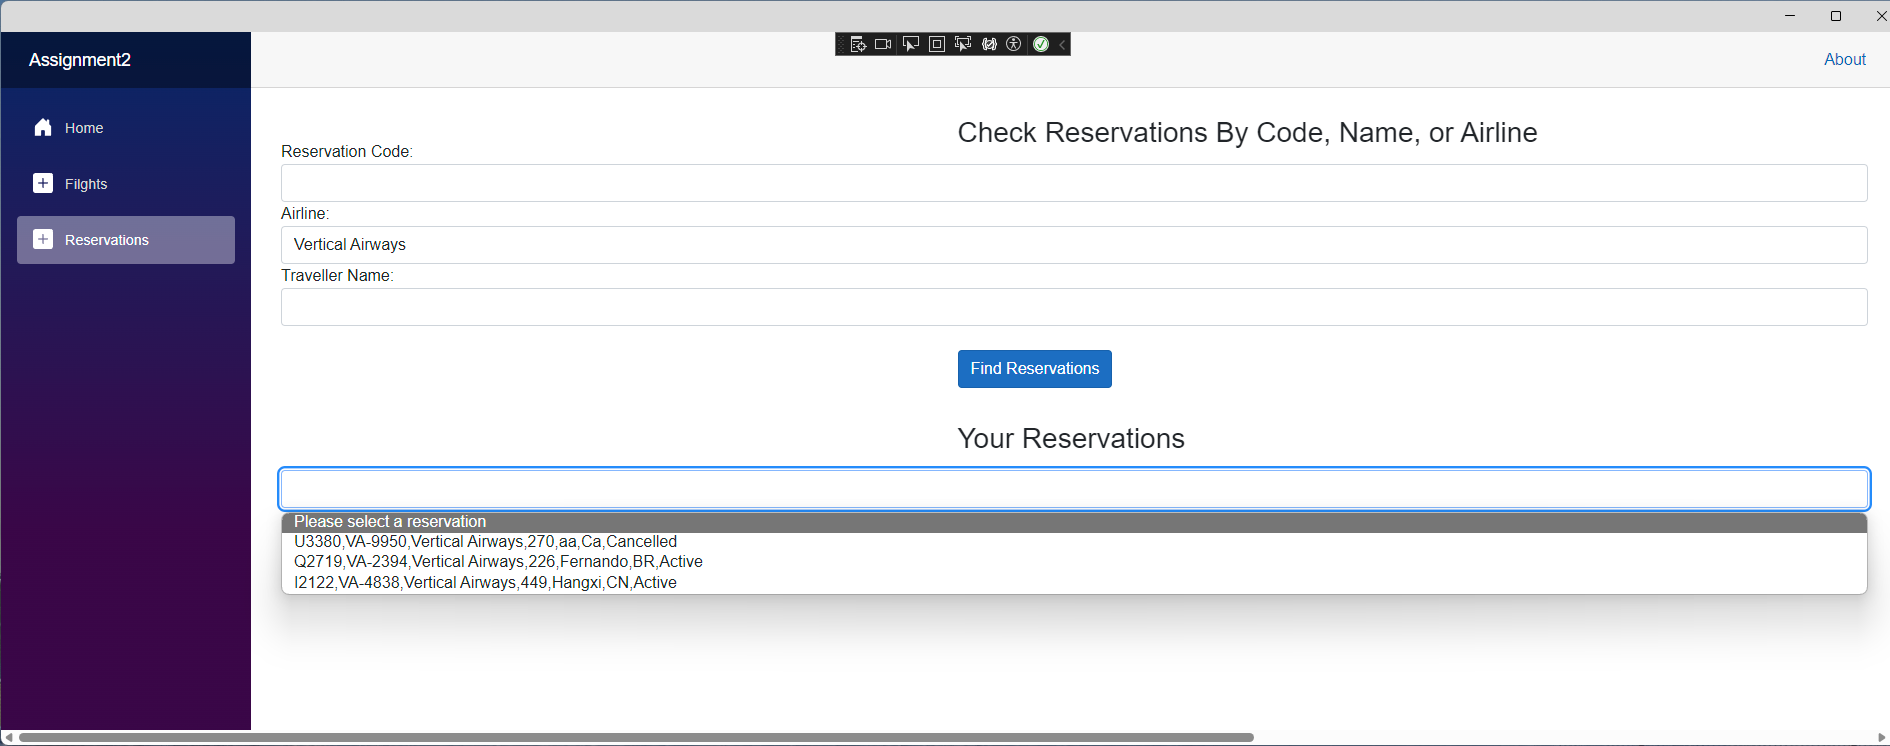 Assignment2
About
Home
Filghts
Reservations
Check Reservations By Code, Name, or Airline
Reservation Code:
Airline:
Vertical Airways
Traveller Name:
Find Reservations
Your Reservations
Please select a reservation
U3380,VA-9950,Vertical Airways,270,aa,Ca,Cancelled
Q2719,VA-2394,Vertical Airways,226,Fernando,BR,Active
I2122,VA-4838,Vertical Airways,449,Hangxi,CN,Active